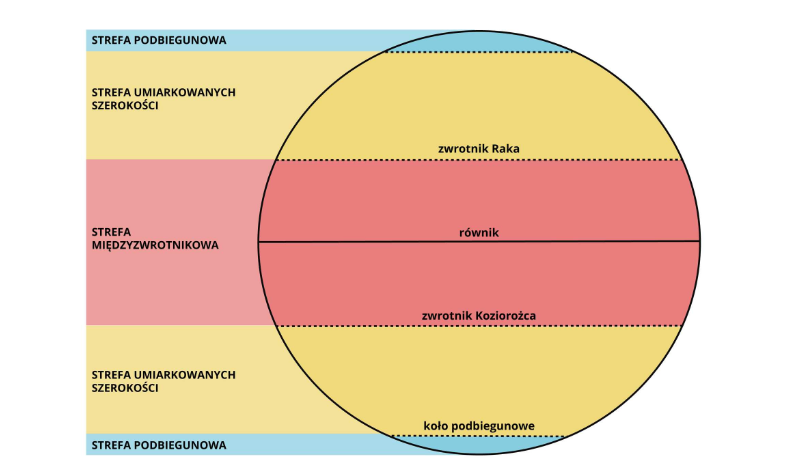 STREFA PODBIEGUNOWA
STREFA UMIARKOWANYCH
SZEROKOŚCI
zwrotnik Raka
STREFA
MIĘDZYZWROTNIKOWA
równik
zwrotnik Koziorożca
STREFA UMIARKOWANYCH
SZEROKOŚCI
koło podbiegunowe
STREFA PODBIEGUNOWA